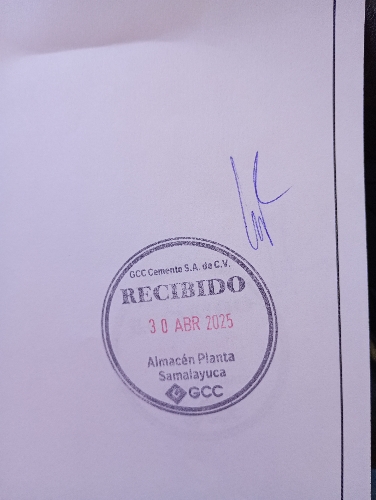 GCC Cemento S.A. de C.V.
RECIBIDO
30 ABR 2025
Almacén Planta
Samalayuca
GCC